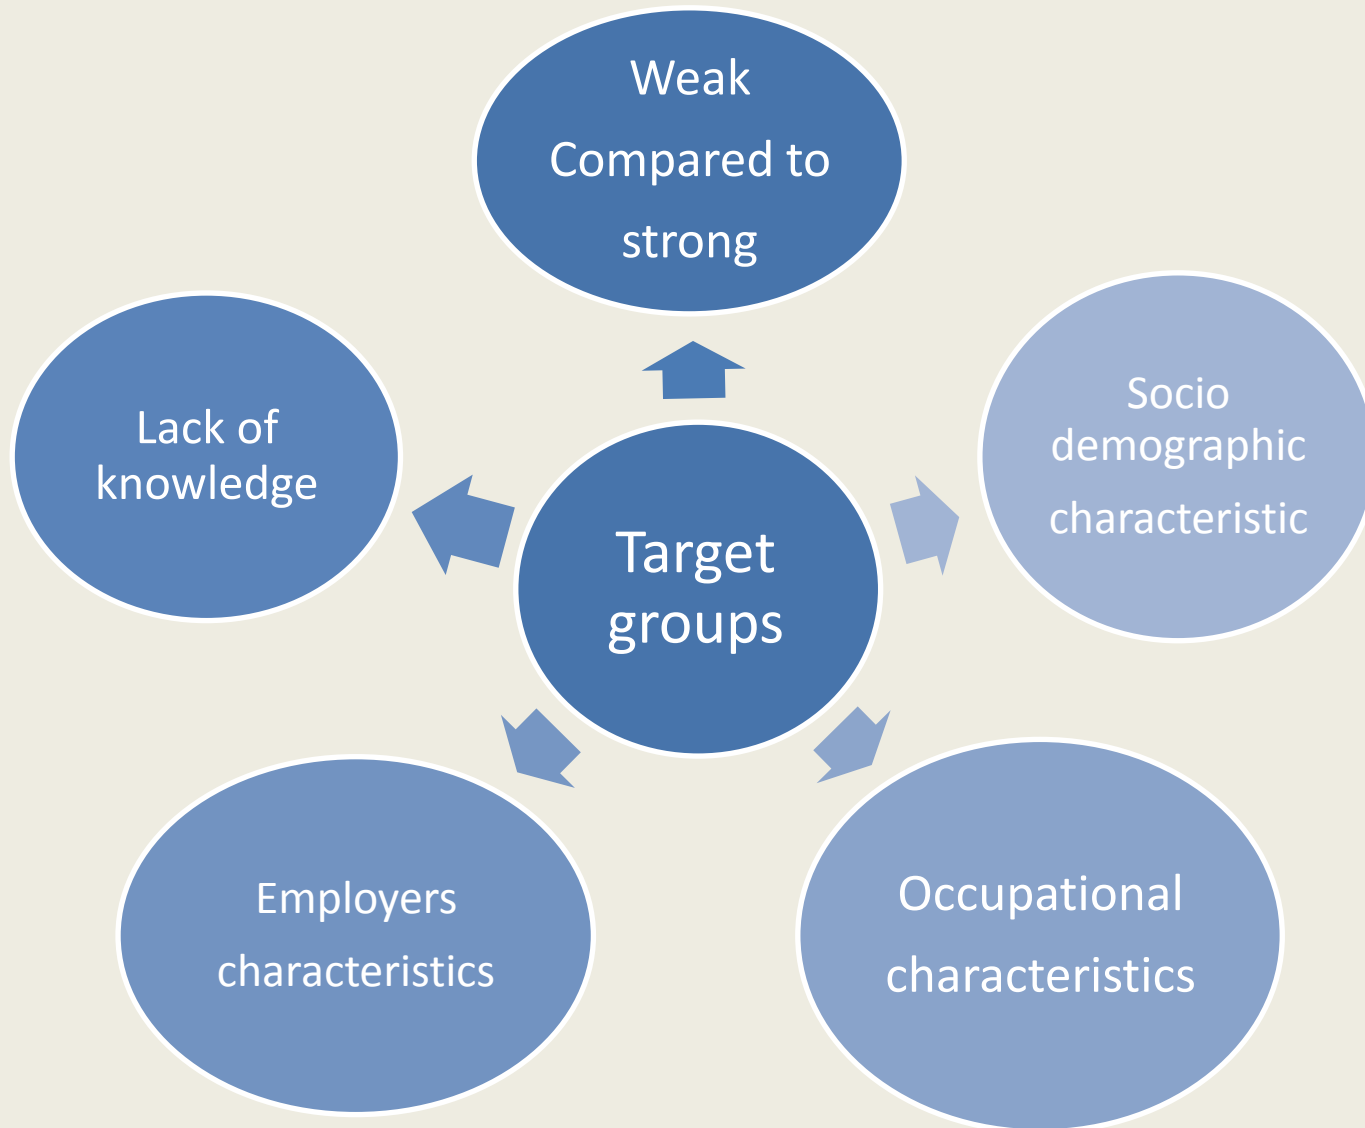 Weak
Compared to
strong
Lack of
knowledge
Socio
demographic
characteristic
Target
groups
Employers
characteristics
Occupational
characteristics